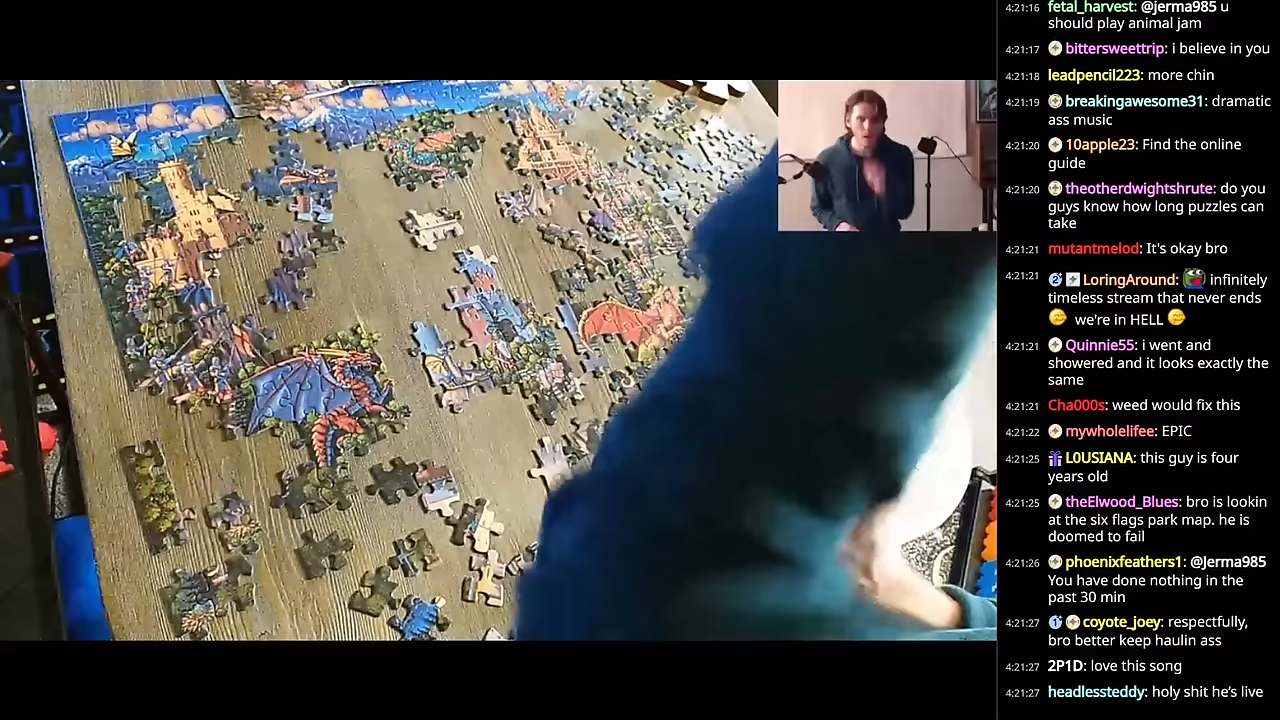 4:21:16 fetal_harvest: @jerma985 u
should play animal jam
4:21:17 bittersweettrip: i believe in you
4:21:18 leadpencil223: more chin
4:21:19 breakingawesome31: dramatic
ass music
4:21:20 10apple23: Find the online
guide
4:21:20 theotherdwightshrute: do you
guys know how long puzzles can
take
4:21:21 mutantmelod: It's okay bro
4:21:21 2 LoringAround: infinitely
timeless stream that never ends
we're in HELL
4:21:21 Quinnie55: i went and
showered and it looks exactly the
same
4:21:21 Cha000s: weed would fix this
4:21:22 mywholelifee: EPIC
4:21:25 L0USIANA: this guy is four
years old
4:21:25 theElwood_Blues: bro is lookin
at the six flags park map. he is
doomed to fail
4:21:26 phoenixfeathers1: @Jerma985
You have done nothing in the
past 30 min
4:21:27 1 coyote_joey: respectfully,
bro better keep haulin ass
4:21:27 2P1D: love this song
4:21:27 headlessteddy: holy shit he’s live